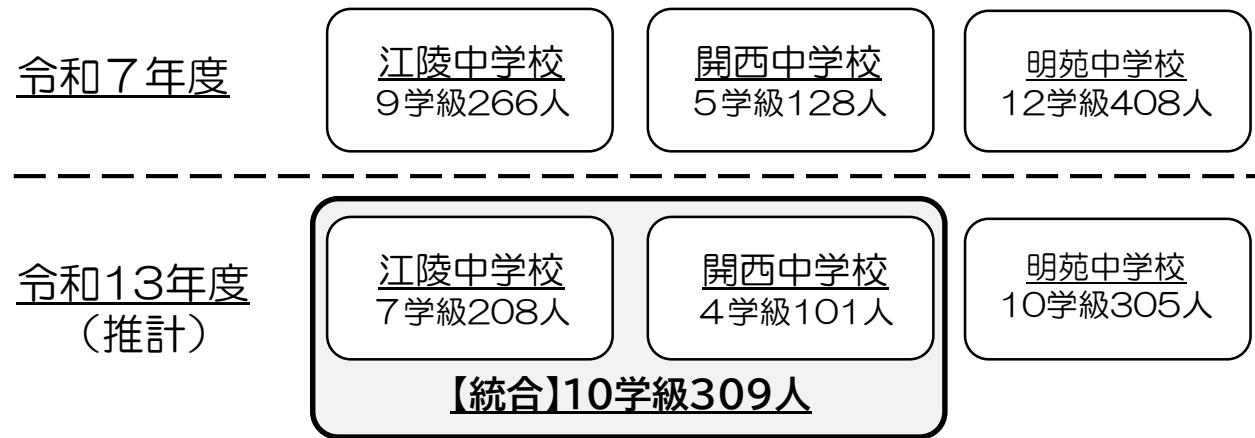 令和７年度
江陵中学校
９学級266人
開西中学校
５学級128人
明苑中学校
12学級408人
令和13年度
（推計）
江陵中学校
７学級208人
開西中学校
４学級101人
明苑中学校
10学級305人
【統合】10学級309人